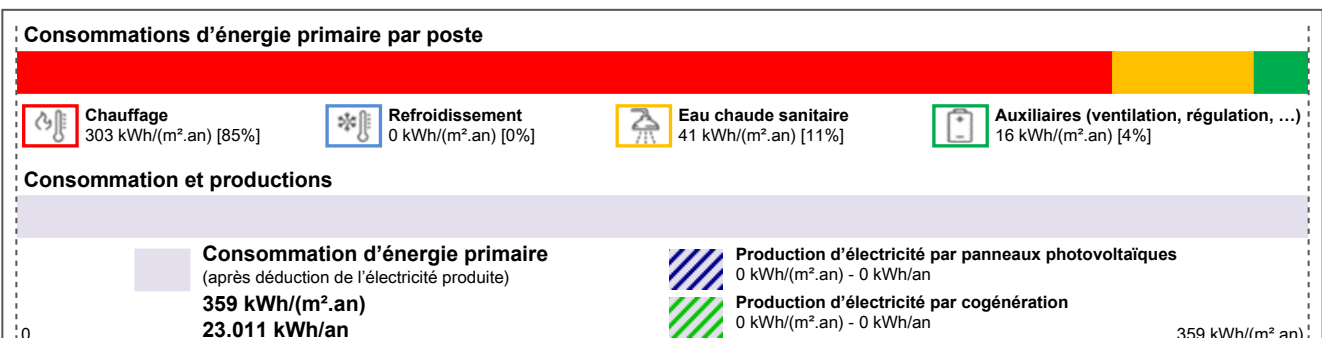 Consommations d’énergie primaire par poste
Chauffage
303 kWh/(m².an) [85%]
Refroidissement
0 kWh/(m².an) [0%]
Eau chaude sanitaire
41 kWh/(m².an) [11%]
Auxiliaires (ventilation, régulation, …)
16 kWh/(m².an) [4%]
Consommation et productions
Consommation d’énergie primaire
(après déduction de l’électricité produite)
359 kWh/(m².an)
23.011 kWh/an
Production d’électricité par panneaux photovoltaïques
0 kWh/(m².an) - 0 kWh/an
Production d’électricité par cogénération
0 kWh/(m².an) - 0 kWh/an
0
359 kWh/(m².an)